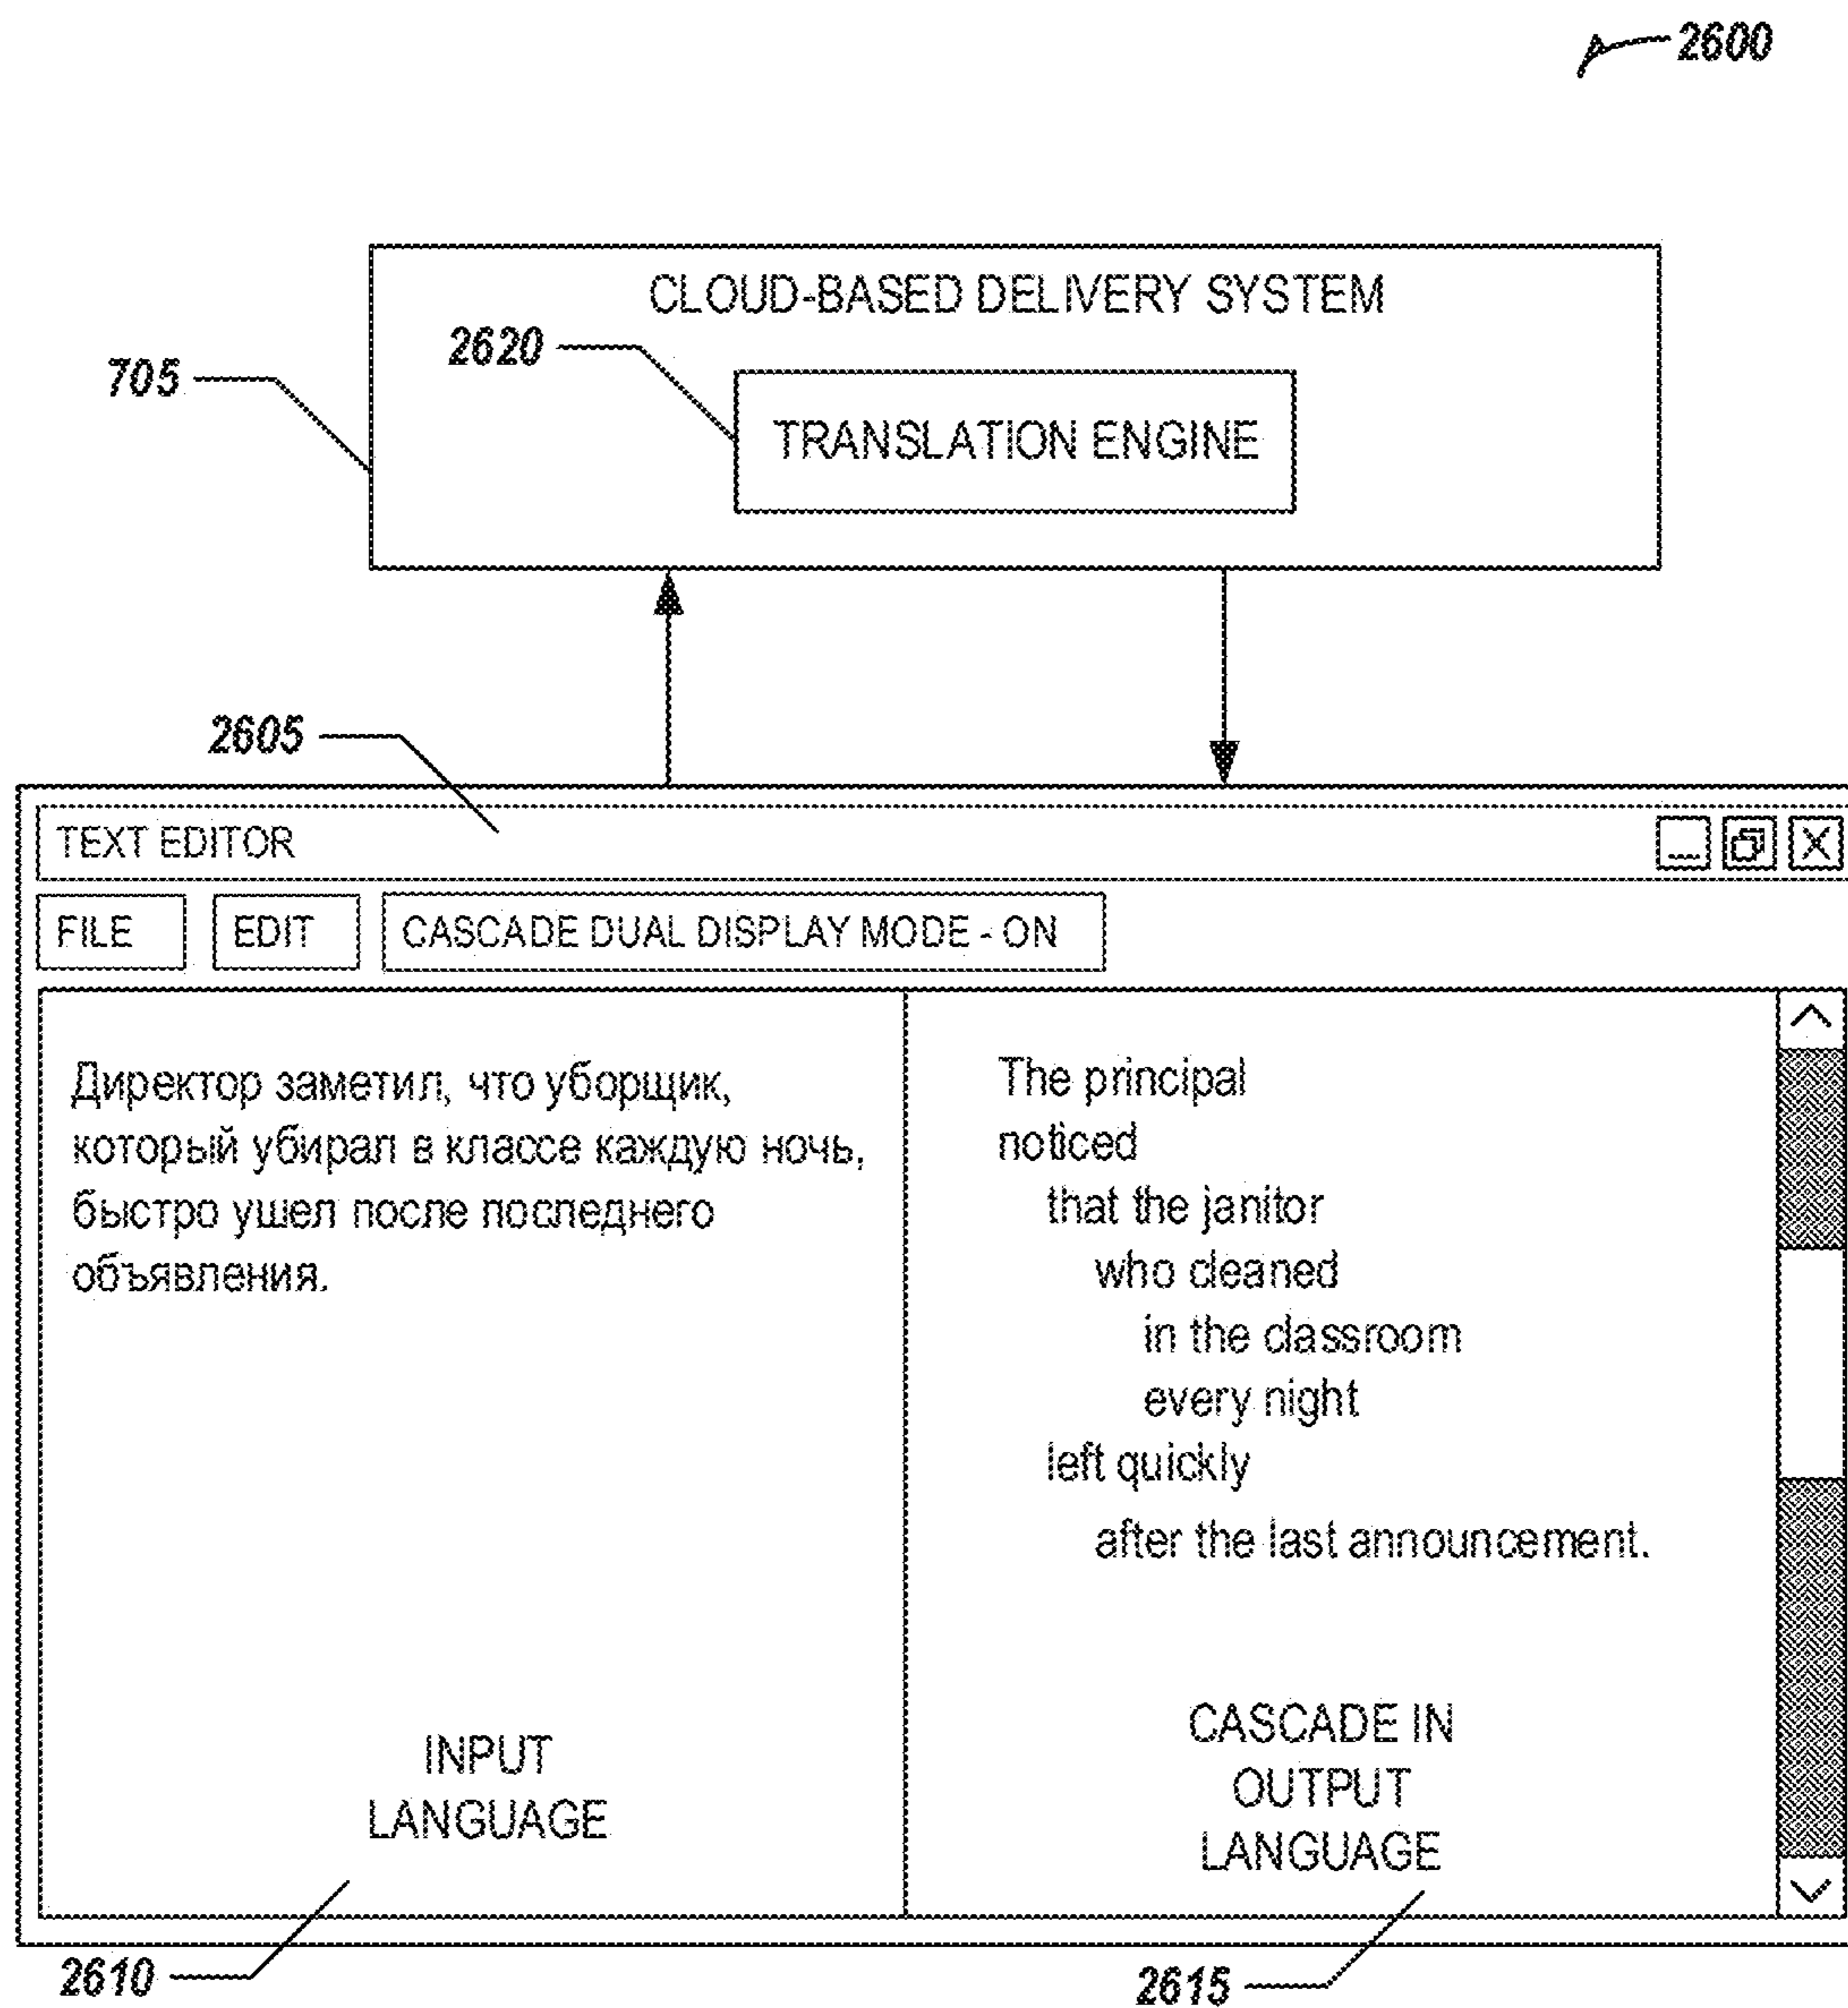 2600
CLOUD-BASED DELIVERY SYSTEM
2620
705
TRANSLATION ENGINE
2605
TEXT EDITOR
FILE
EDIT
CASCADE DUAL DISPLAY MODE - ON
Директор заметил, что уборщик,
который убирал в классе каждую ночь,
быстро ушел после последнего
объявления.
INPUT
LANGUAGE
The principal
noticed
that the janitor
who cleaned
in the classroom
every night
left quickly
after the last announcement.
CASCADE IN
OUTPUT
LANGUAGE
2610
2615